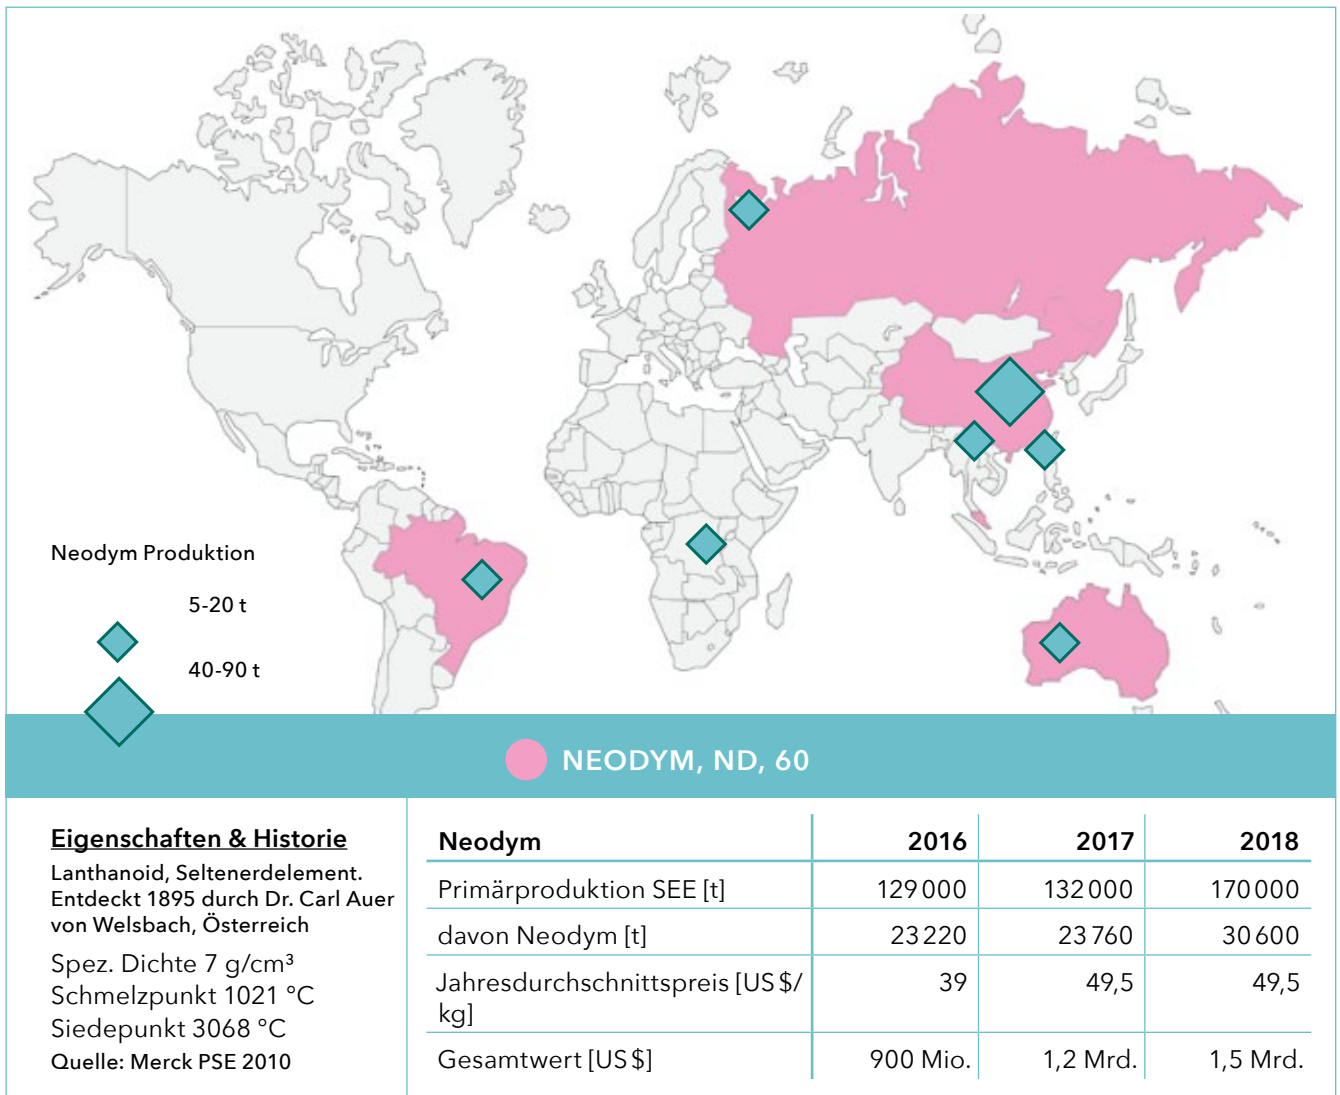 Neodym Produktion
5-20 t
40-90 t
NEODYM, ND, 60
Eigenschaften & Historie
Lanthanoid, Seltenerdelement.
Entdeckt 1895 durch Dr. Carl Auer
von Welsbach, Österreich
Spez. Dichte 7 g/cm³
Schmelzpunkt 1021 °C
Siedepunkt 3068 °C
Quelle: Merck PSE 2010
Neodym 2016 2017 2018
Primärproduktion SEE [t] 129 000 132 000 170 000
davon Neodym [t] 23 220 23 760 30 600
Jahresdurchschnittspreis [US $/ 39 49,5 49,5
kg]
Gesamtwert [US $] 900 Mio. 1,2 Mrd. 1,5 Mrd.